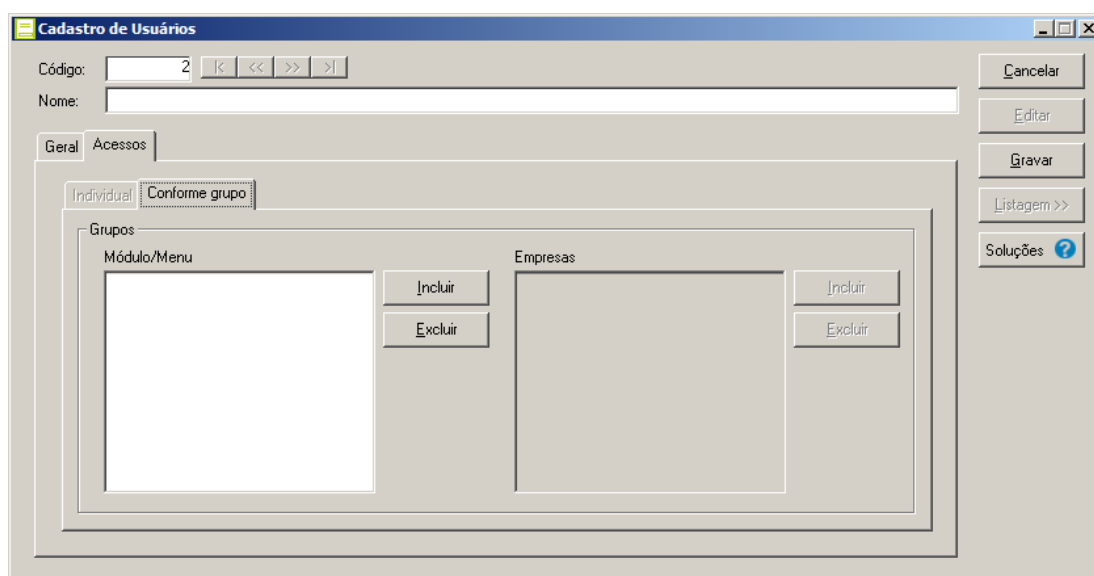 Cadastro de Usuários
Código: 2 |< << >> >|
Nome:
Cancelar
Editar
Gravar
Listagem >>
Soluções ?
Geral Acessos
Individual Conforme grupo
Grupos
Módulo/Menu
Incluir
Excluir
Empresas
Incluir
Excluir